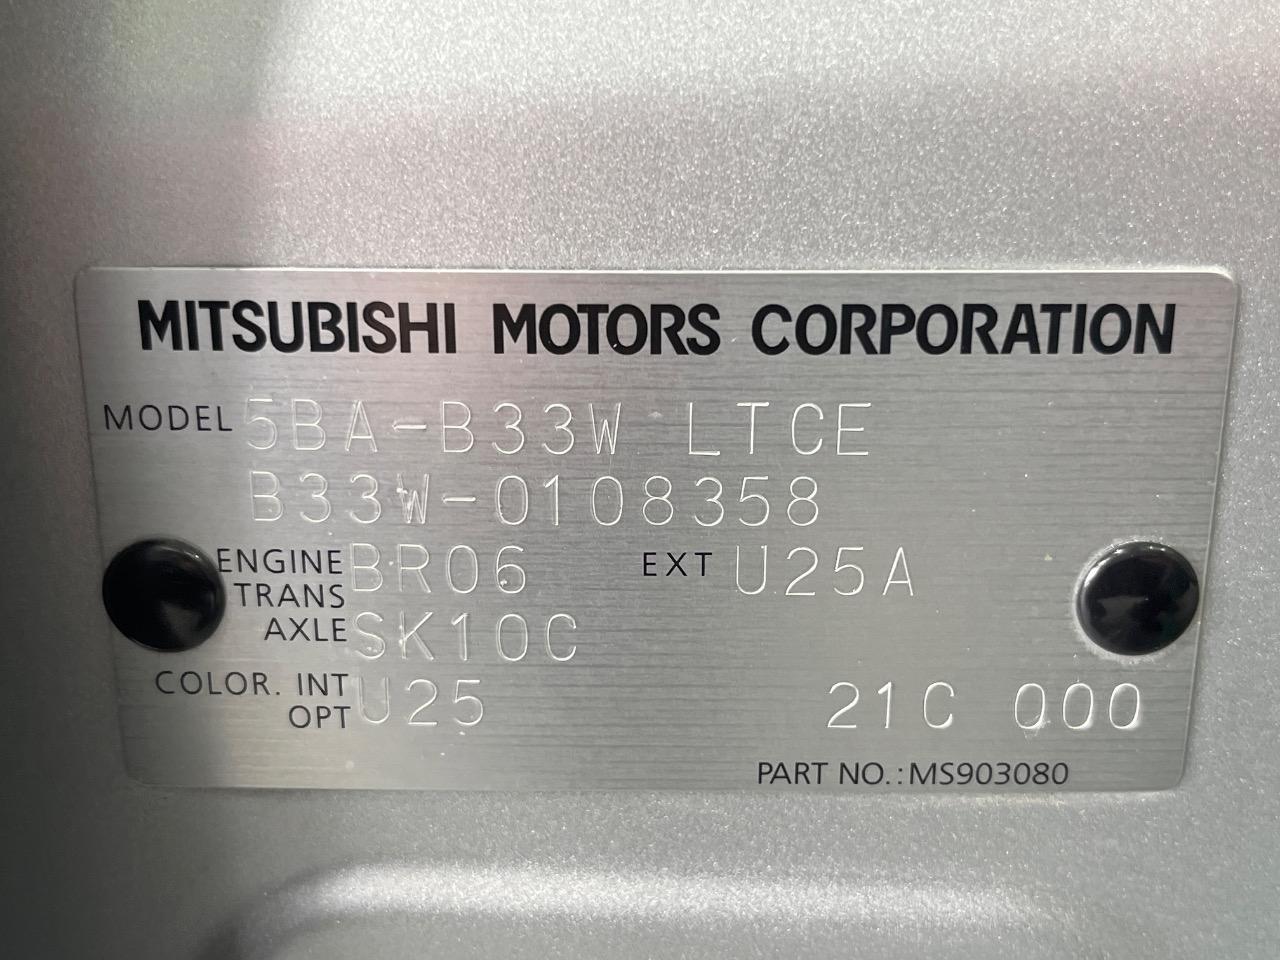 MITSUBISHI MOTORS CORPORATION
MODEL 5BA-B33W LTCE
B33W-0108358
ENGINE BR06 EXT U25A
TRANS
AXLE SK10C
COLOR. INT U25
OPT 21C 000
PART NO.:MS903080